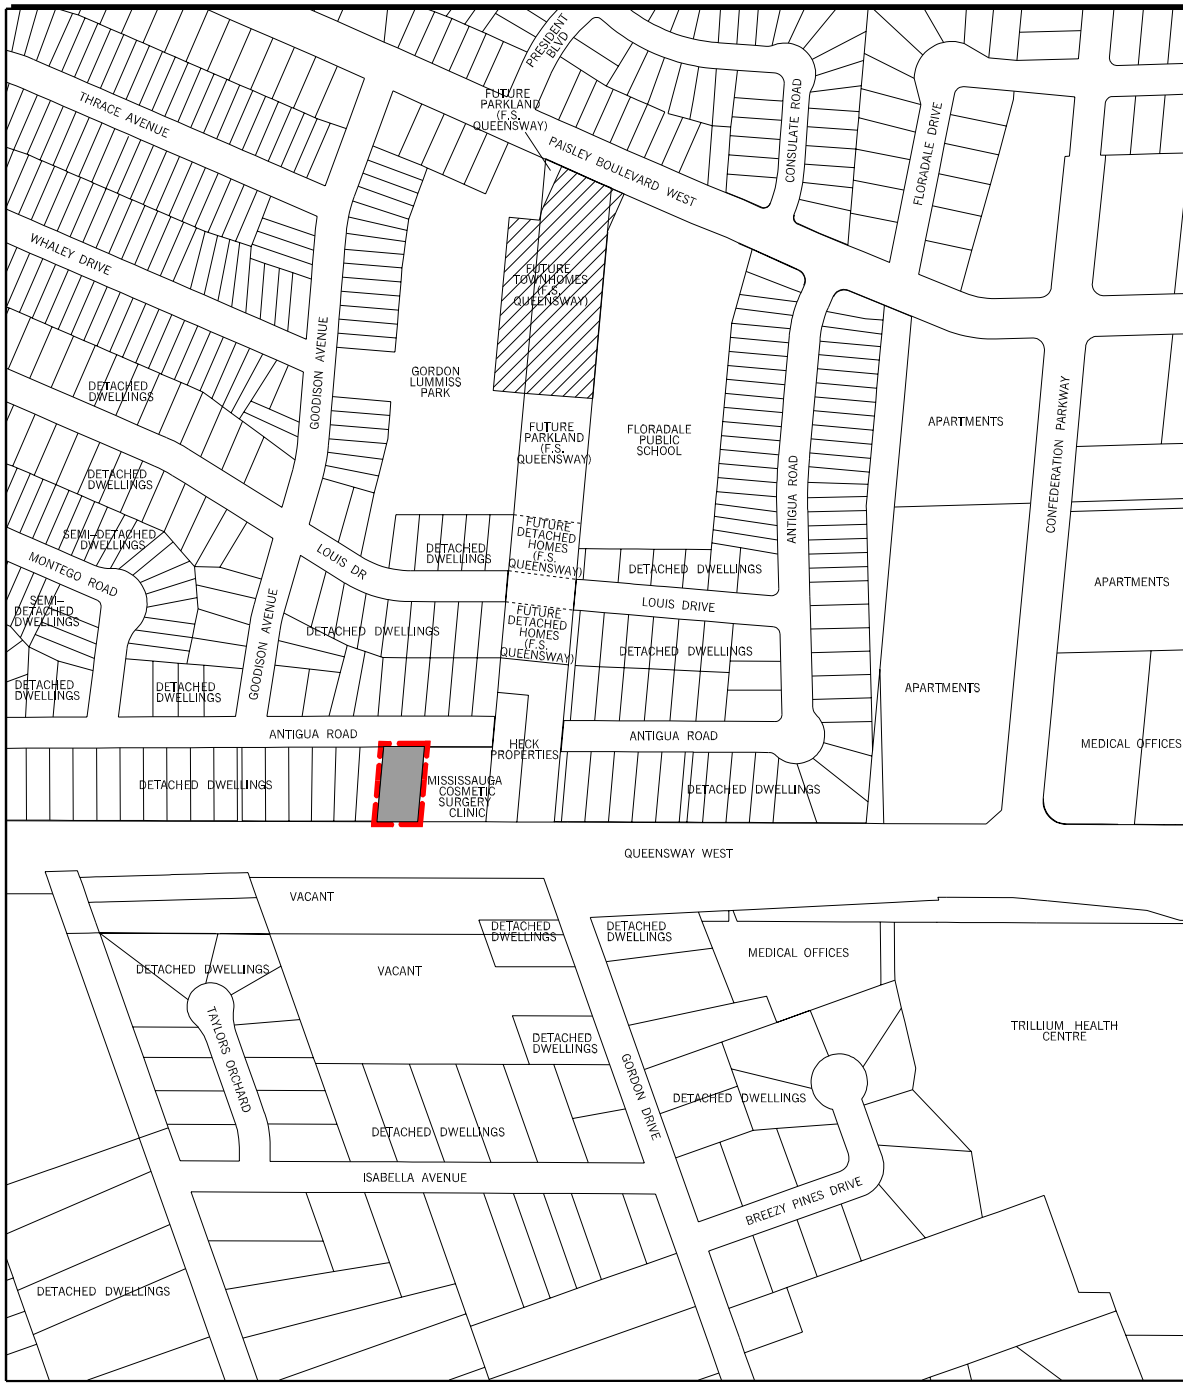 PRESIDENT
BLVD
FUTURE
PARKLAND
(F.S.
QUEENSWAY)
THRACE AVENUE
PAISLEY BOULEVARD WEST
CONSULATE ROAD
FLORADALE DRIVE
WHALEY DRIVE
FUTURE
TOWNHOMES
(F.S.
QUEENSWAY)
GOODISON AVENUE
DETACHED
DWELLINGS
GORDON
LUMMISS
PARK
FUTURE
PARKLAND
(F.S.
QUEENSWAY)
FLORADALE
PUBLIC
SCHOOL
ANTIGUA ROAD
APARTMENTS
CONFEDERATION PARKWAY
DETACHED
DWELLINGS
SEMI-DETACHED
DWELLINGS
MONTEGO ROAD
LOUIS DR
DETACHED
DWELLINGS
FUTURE
DETACHED
HOMES
(F.S.
QUEENSWAY)
DETACHED DWELLINGS
APARTMENTS
SEMI-
DETACHED
DWELLINGS
GOODISON AVENUE
DETACHED DWELLINGS
FUTURE
DETACHED
HOMES
(F.S.
QUEENSWAY)
LOUIS DRIVE
DETACHED DWELLINGS
DETACHED
DWELLINGS
DETACHED
DWELLINGS
APARTMENTS
ANTIGUA ROAD
HECK
PROPERTIES
ANTIGUA ROAD
MEDICAL OFFICES
DETACHED DWELLINGS
MISSISSAUGA
COSMETIC
SURGERY
CLINIC
DETACHED DWELLINGS
QUEENSWAY WEST
VACANT
DETACHED
DWELLINGS
DETACHED
DWELLINGS
DETACHED DWELLINGS
VACANT
MEDICAL OFFICES
TAYLORS ORCHARD
DETACHED
DWELLINGS
TRILLIUM HEALTH
CENTRE
GORDON DRIVE
DETACHED DWELLINGS
DETACHED DWELLINGS
ISABELLA AVENUE
BREEZY PINES DRIVE
DETACHED DWELLINGS